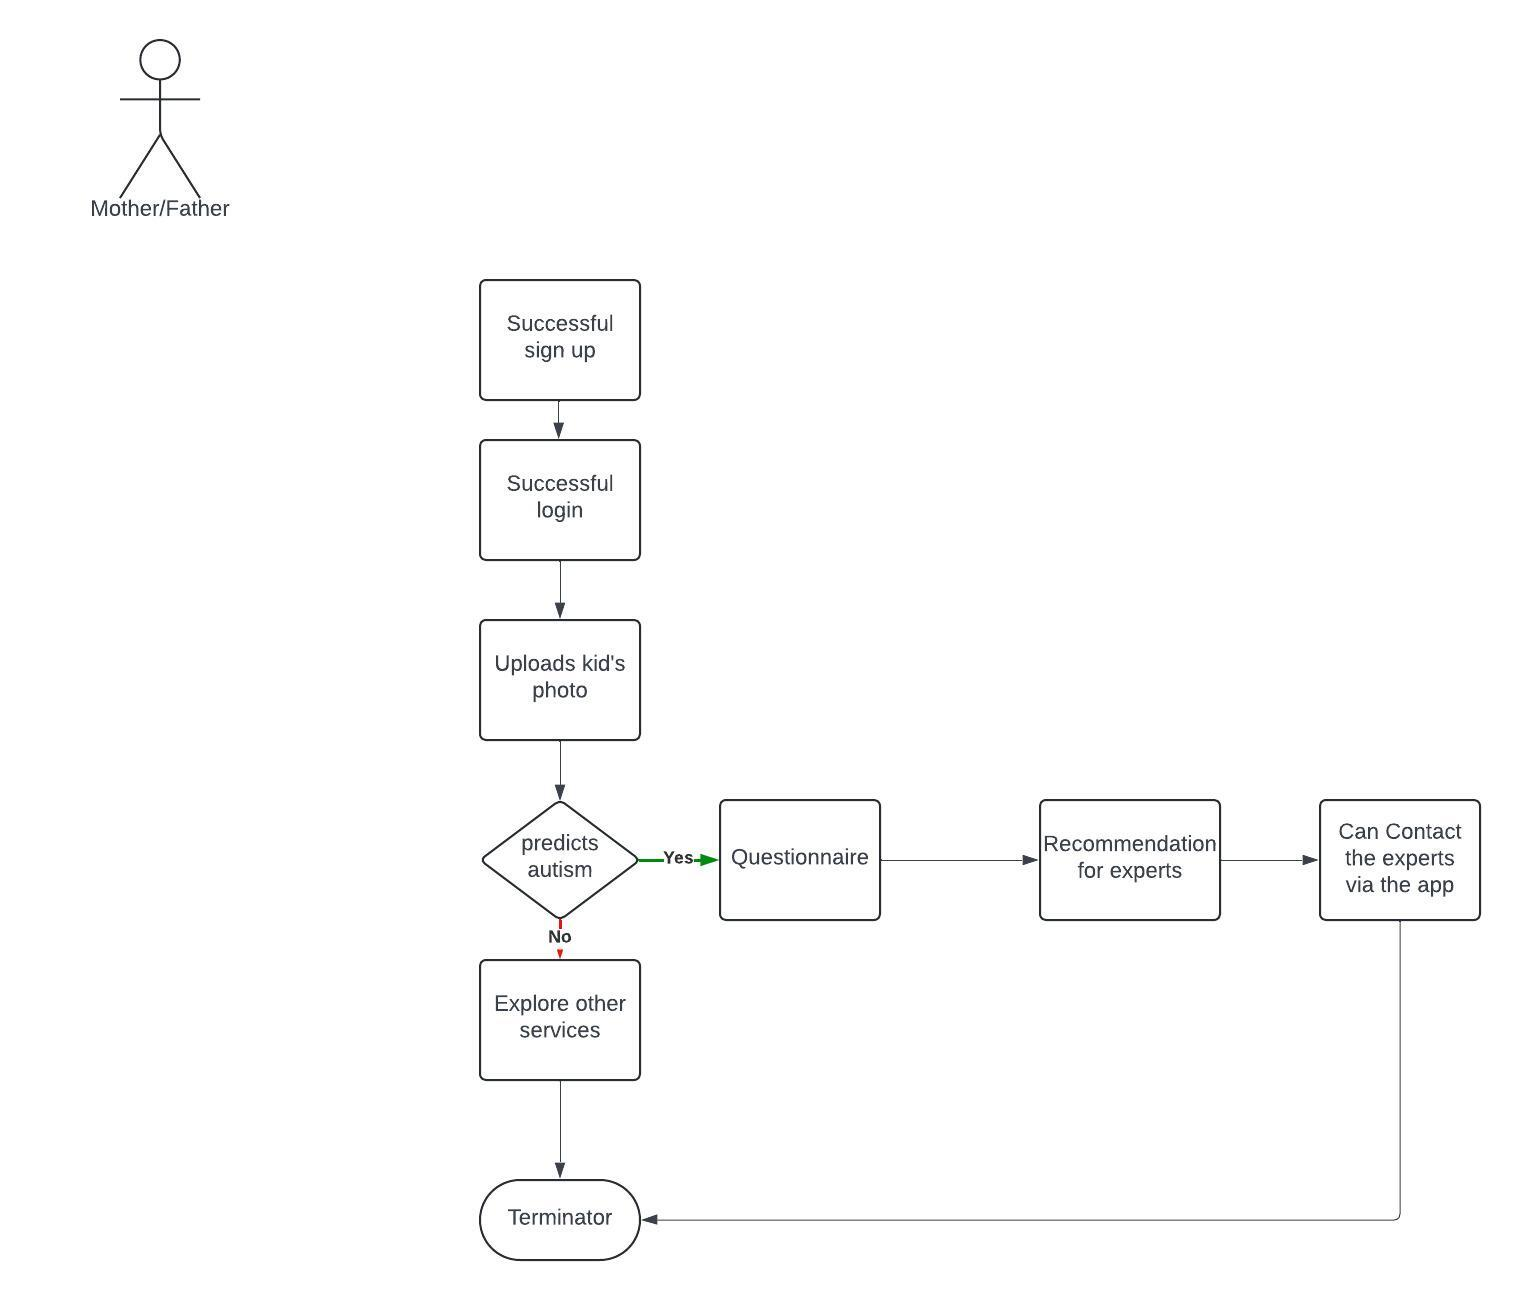 Mother/Father
Successful
sign up
Successful
login
Uploads kid's
photo
predicts
autism
Yes
Questionnaire
Recommendation
for experts
Can Contact
the experts
via the app
No
Explore other
services
Terminator